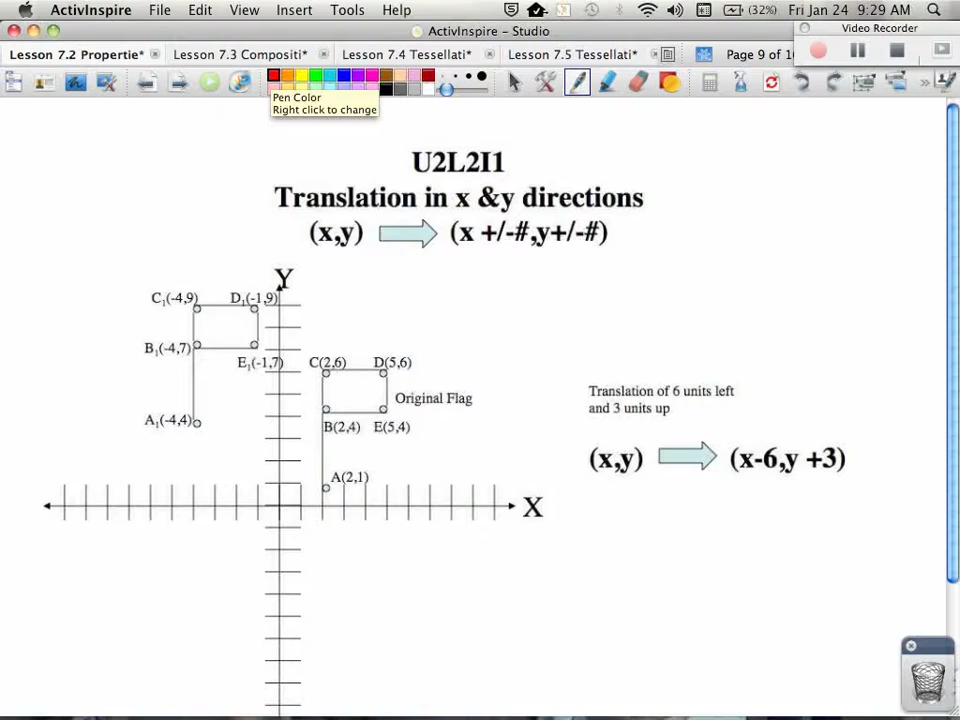 ActivInspire File Edit View Insert Tools Help (32%) Fri Jan 24 9:29 AM
ActivInspire - Studio
Video Recorder
Lesson 7.2 Propertie* Lesson 7.3 Compositi* Lesson 7.4 Tessellati* Lesson 7.5 Tessellati* Page 9 of 10
Pen Color
Right click to change
U2L2I1
Translation in x &y directions
(x,y) (x +/-#,y+/-#)
Y
C1(-4,9) D1(-1,9)
B1(-4,7)
E1(-1,7) C(2,6) D(5,6)
Original Flag
A1(-4,4) B(2,4) E(5,4)
A(2,1)
X
Translation of 6 units left
and 3 units up
(x,y) (x-6,y +3)